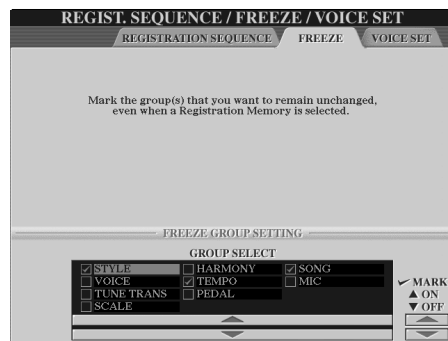 REGIST. SEQUENCE / FREEZE / VOICE SET
REGISTRATION SEQUENCE FREEZE VOICE SET
Mark the group(s) that you want to remain unchanged,
even when a Registration Memory is selected.
FREEZE GROUP SETTING
GROUP SELECT
STYLE HARMONY SONG
VOICE TEMPO MIC
TUNE TRANS PEDAL
SCALE
MARK
▲ ON
▼ OFF